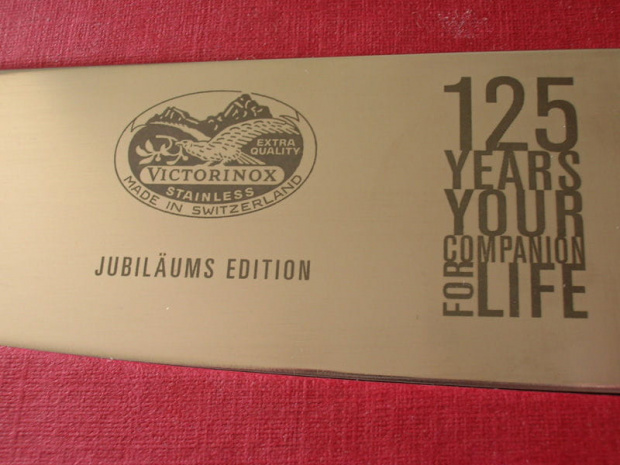 EXTRA
QUALITY
VICTORINOX
STAINLESS
MADE IN SWITZERLAND
JUBILÄUMS EDITION
125
YEARS
YOUR
COMPANION
FOR LIFE